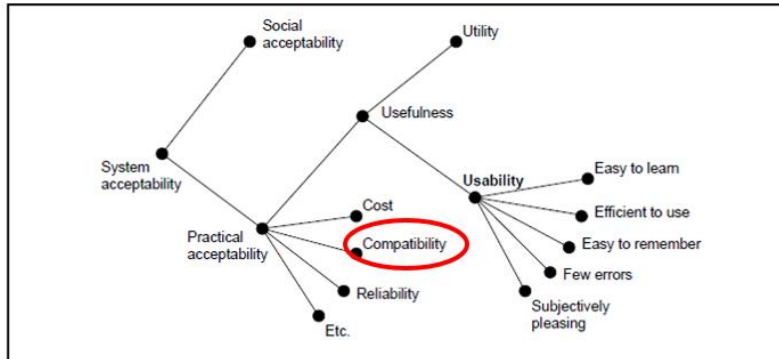 Social
acceptability
Utility
Usefulness
System
acceptability
Usability
Easy to learn
Cost
Efficient to use
Practical
acceptability
Compatibility
Easy to remember
Reliability
Few errors
Etc.
Subjectively
pleasing